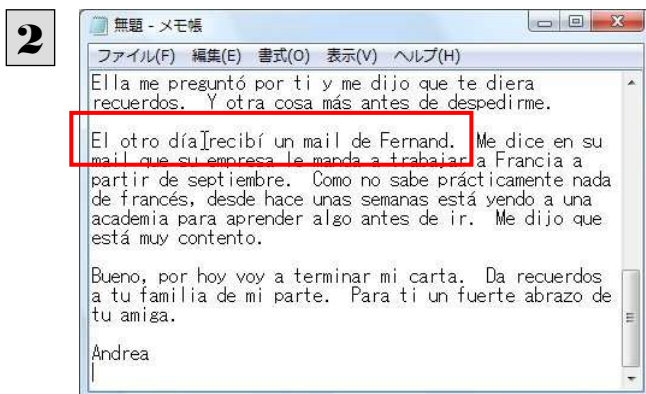 2
無題 - メモ帳
ファイル(F) 編集(E) 書式(O) 表示(V) ヘルプ(H)
Ella me preguntó por ti y me dijo que te diera
recuerdos. Y otra cosa más antes de despedirme.
El otro día recibí un mail de Fernand. Me dice en su
mail que su empresa le manda a trabajar a Francia a
partir de septiembre. Como no sabe prácticamente nada
de francés, desde hace unas semanas está yendo a una
academia para aprender algo antes de ir. Me dijo que
está muy contento.
Bueno, por hoy voy a terminar mi carta. Da recuerdos
a tu familia de mi parte. Para ti un fuerte abrazo de
tu amiga.
Andrea